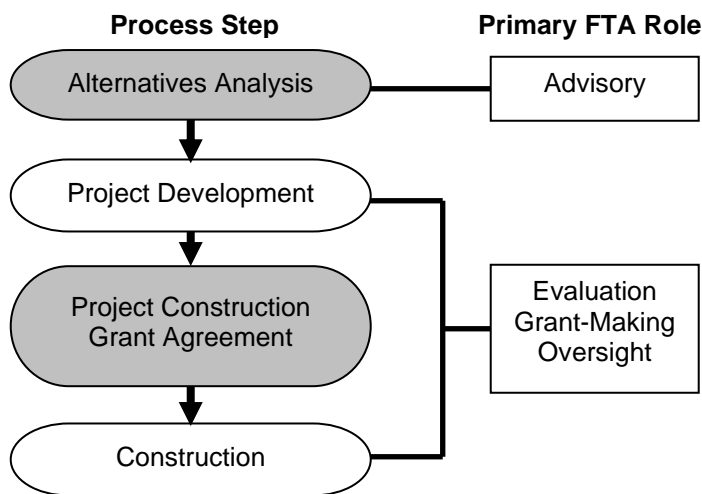 Process Step
Primary FTA Role
Alternatives Analysis
Advisory
Project Development
Project Construction
Grant Agreement
Evaluation
Grant-Making
Oversight
Construction